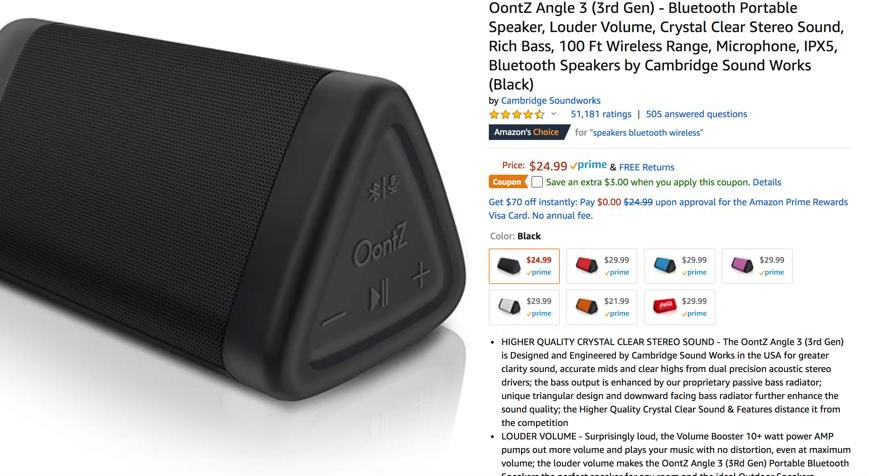 OontZ Angle 3 (3rd Gen) - Bluetooth Portable
Speaker, Louder Volume, Crystal Clear Stereo Sound,
Rich Bass, 100 Ft Wireless Range, Microphone, IPX5,
Bluetooth Speakers by Cambridge Sound Works
(Black)
by Cambridge Soundworks
51,181 ratings | 505 answered questions
Amazon's Choice for "speakers bluetooth wireless"
Price: $24.99 prime & FREE Returns
Coupon Save an extra $3.00 when you apply this coupon. Details
Get $70 off instantly: Pay $0.00 $24.99 upon approval for the Amazon Prime Rewards
Visa Card. No annual fee.
Color: Black
$24.99 $29.99 $29.99 $29.99
prime prime prime prime
$29.99 $21.99 $29.99
prime prime prime
• HIGHER QUALITY CRYSTAL CLEAR STEREO SOUND - The OontZ Angle 3 (3rd Gen)
is Designed and Engineered by Cambridge Sound Works in the USA for greater
clarity sound, accurate mids and clear highs from dual precision acoustic stereo
drivers; the bass output is enhanced by our proprietary passive bass radiator;
unique triangular design and downward facing bass radiator further enhance the
sound quality; the Higher Quality Crystal Clear Sound & Features distance it from
the competition
• LOUDER VOLUME - Surprisingly loud, the Volume Booster 10+ watt power AMP
pumps out more volume and plays your music with no distortion, even at maximum
volume; the louder volume makes the OontZ Angle 3 (3RD Gen) Portable Bluetooth
OontZ